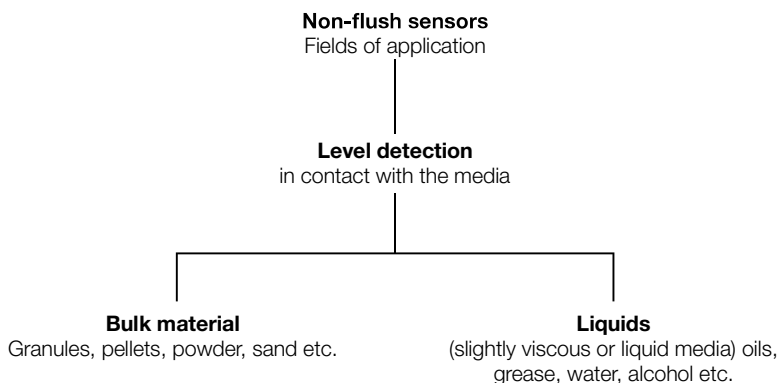 Non-flush sensors
Fields of application
Level detection
in contact with the media
Bulk material
Granules, pellets, powder, sand etc.
Liquids
(slightly viscous or liquid media) oils,
grease, water, alcohol etc.